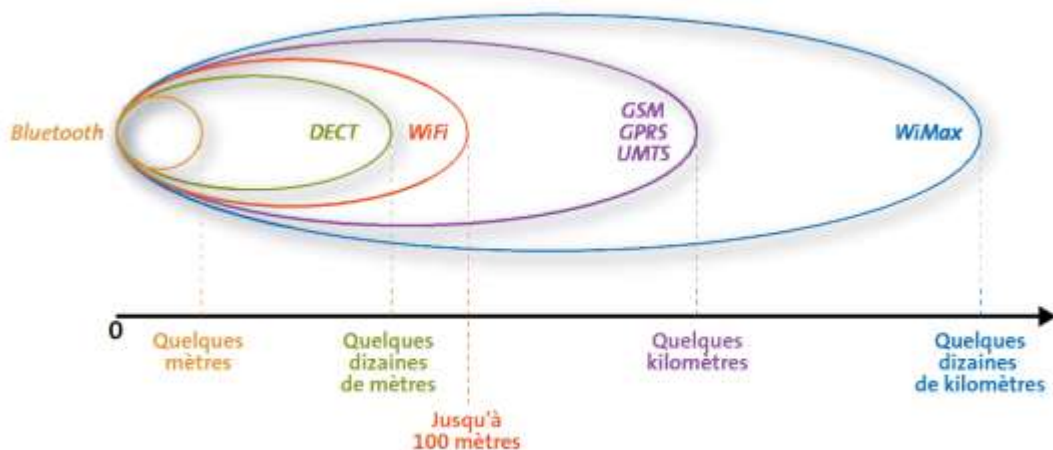 Bluetooth
DECT
WiFi
GSM
GPRS
UMTS
WiMax
0
Quelques
mètres
Quelques
dizaines
de mètres
Jusqu'à
100 mètres
Quelques
kilomètres
Quelques
dizaines
de kilomètres